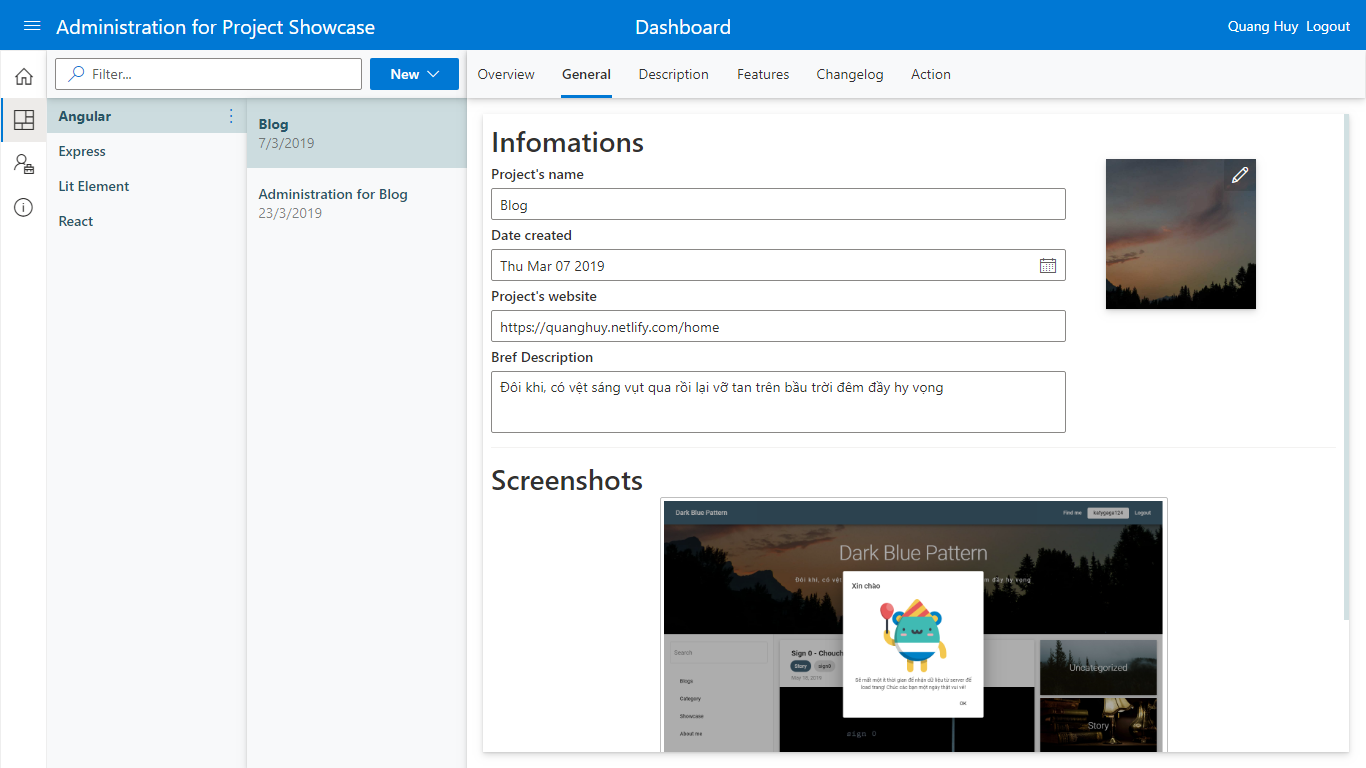 Administration for Project Showcase
Dashboard
Quang Huy Logout
Filter...
New
Overview
General
Description
Features
Changelog
Action
Angular
Express
Lit Element
React
Blog
7/3/2019
Administration for Blog
23/3/2019
Infomations
Project's name
Blog
Date created
Thu Mar 07 2019
Project's website
https://quanghuy.netlify.com/home
Bref Description
Đôi khi, có vệt sáng vụt qua rồi lại vỡ tan trên bầu trời đêm đầy hy vọng
Screenshots
Dark Blue Pattern
Find me
Logout
Dark Blue Pattern
Đôi khi, có vệt
đêm đầy hy vọng
Xin chào
Sẽ mất một ít thời gian để nhận dữ liệu từ server để
load trang! Chúc các bạn một ngày thật vui vẻ!
OK
Search
Blogs
Category
Showcase
About me
Sign 0 - Chouch
Story
sign0
May 18, 2019
sign 0
Uncategorized
Story